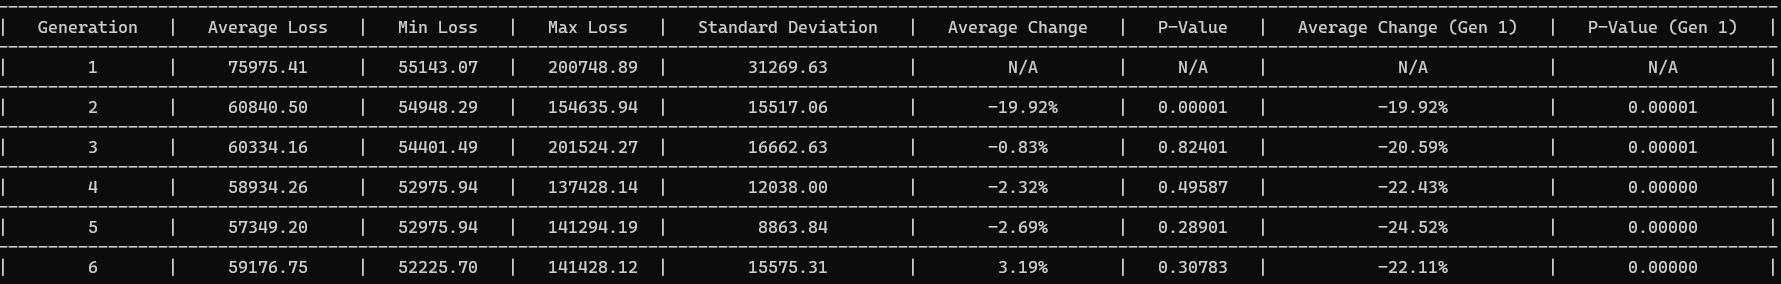 | Generation | Average Loss | Min Loss | Max Loss | Standard Deviation | Average Change | P-Value | Average Change (Gen 1) | P-Value (Gen 1) |
| 1 | 75975.41 | 55143.07 | 200748.89 | 31269.63 | N/A | N/A | N/A | N/A |
| 2 | 60840.50 | 54948.29 | 154635.94 | 15517.06 | -19.92% | 0.00001 | -19.92% | 0.00001 |
| 3 | 60334.16 | 54401.49 | 201524.27 | 16662.63 | -0.83% | 0.82401 | -20.59% | 0.00001 |
| 4 | 58934.26 | 52975.94 | 137428.14 | 12038.00 | -2.32% | 0.49587 | -22.43% | 0.00000 |
| 5 | 57349.20 | 52975.94 | 141294.19 | 8863.84 | -2.69% | 0.28901 | -24.52% | 0.00000 |
| 6 | 59176.75 | 52225.70 | 141428.12 | 15575.31 | 3.19% | 0.30783 | -22.11% | 0.00000 |